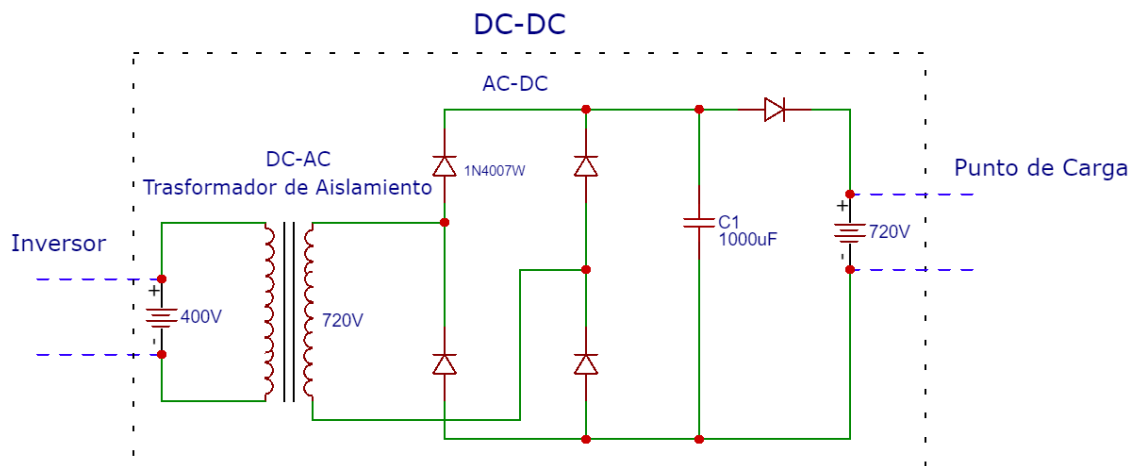 DC-DC
AC-DC
DC-AC
Trasformador de Aislamiento
1N4007W
Punto de Carga
Inversor
+
400V
-
720V
C1
1000uF
+
720V
-